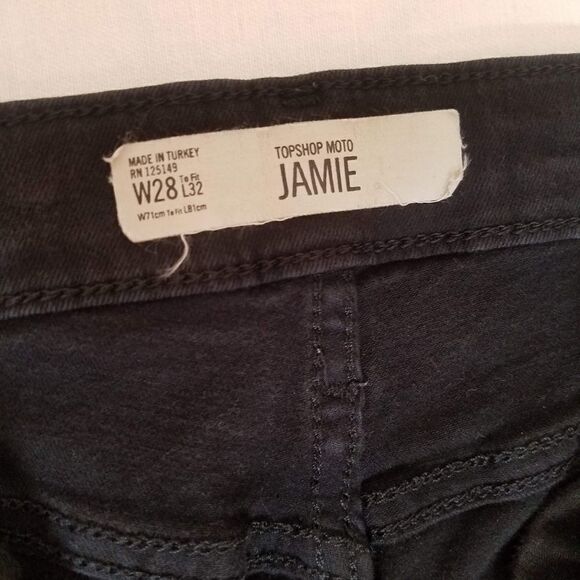 MADE IN TURKEY
RN 125149
W28 To Fit L32
W71cm To Fit L81cm
TOPSHOP MOTO
JAMIE